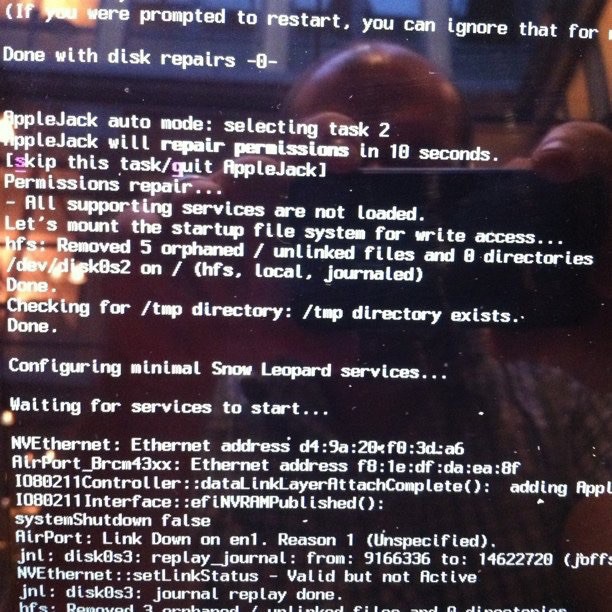 (If you were prompted to restart, you can ignore that for
Done with disk repairs -0-
AppleJack auto mode: selecting task 2
AppleJack will repair permissions in 10 seconds.
[skip this task/quit AppleJack]
Permissions repair...
- All supporting services are not loaded.
Let's mount the startup file system for write access...
hfs: Removed 5 orphaned / unlinked files and 0 directories
/dev/disk0s2 on / (hfs, local, journaled)
Done.
Checking for /tmp directory: /tmp directory exists.
Done.
Configuring minimal Snow Leopard services...
Waiting for services to start...
NVEthernet: Ethernet address d4:9a:20:f0:3d:a6
AirPort_Brcm43xx: Ethernet address f8:1e:df:da:ea:8f
IO80211Controller::dataLinkLayerAttachComplete(): adding Appl
IO80211Interface::efiNVRAMPublished():
systemShutdown false
AirPort: Link Down on en1. Reason 1 (Unspecified).
jnl: disk0s3: replay_journal: from: 9166336 to: 14622720 (jbffs
NVEthernet::setLinkStatus - Valid but not Active
jnl: disk0s3: journal replay done.
hfs: Removed 3 orphaned / unlinked files and 0 directories